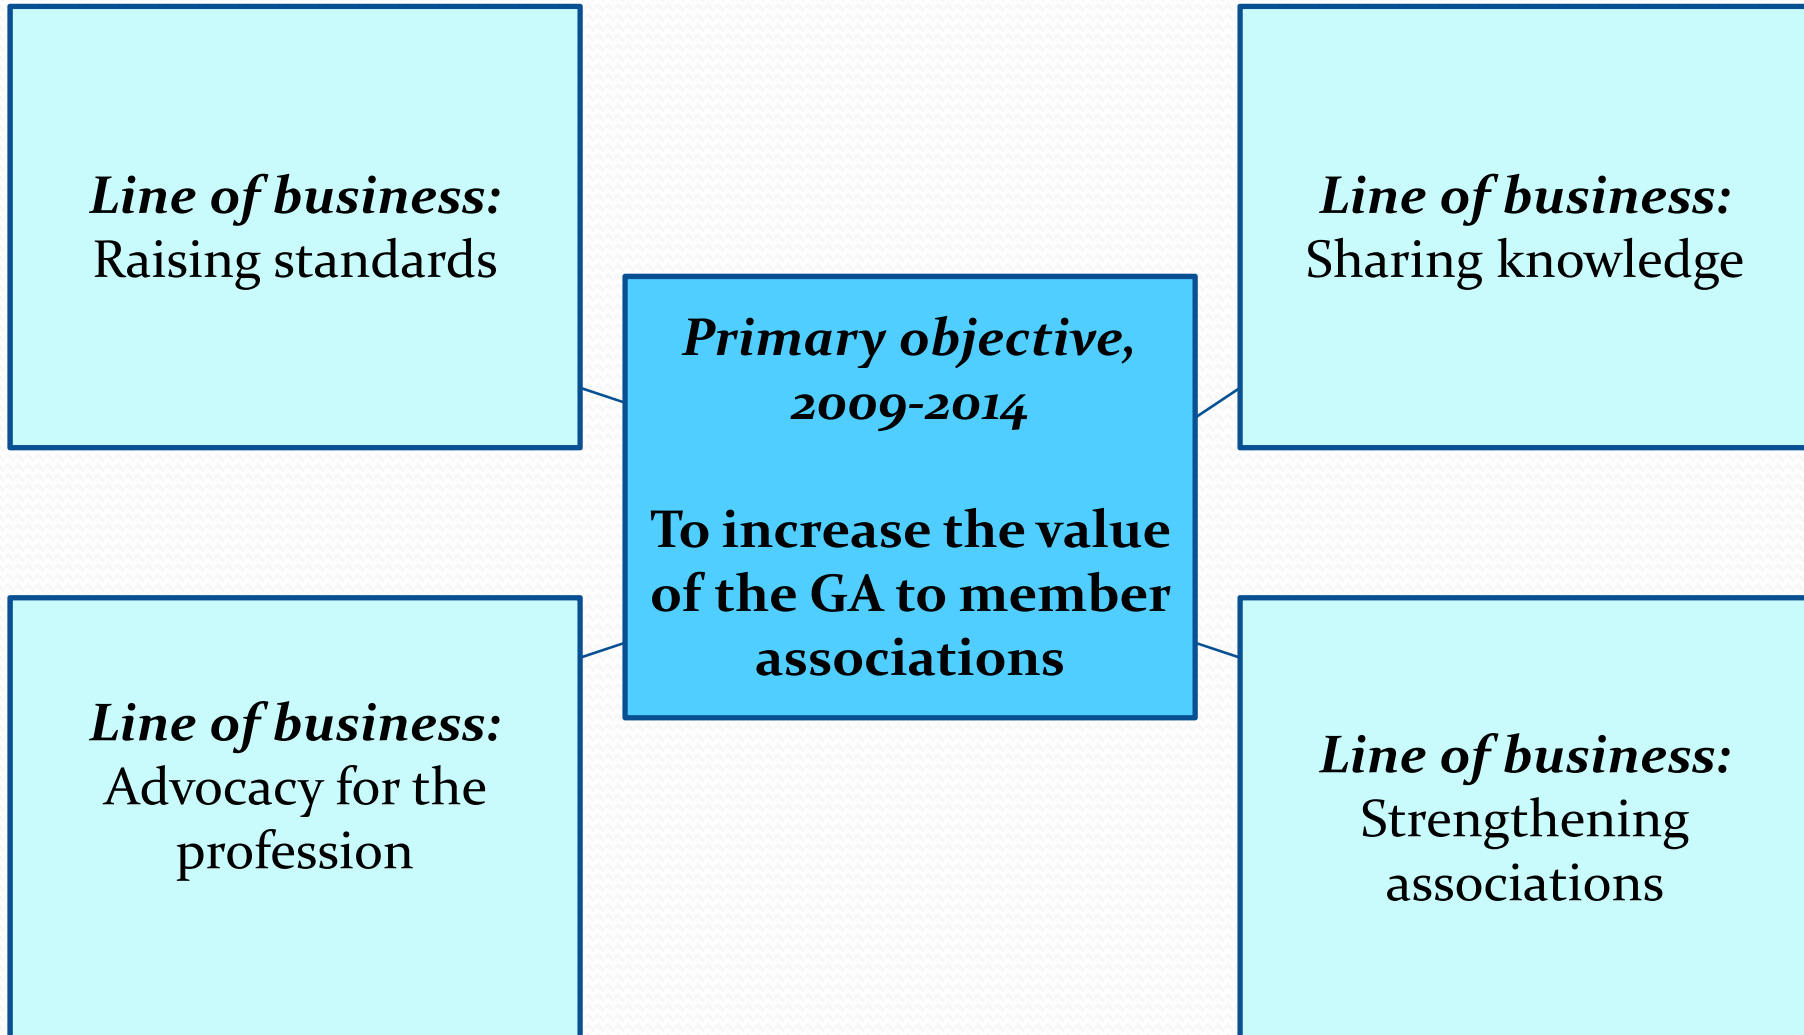 Line of business:
Raising standards
Line of business:
Sharing knowledge
Primary objective,
2009-2014
To increase the value
of the GA to member
associations
Line of business:
Advocacy for the
profession
Line of business:
Strengthening
associations